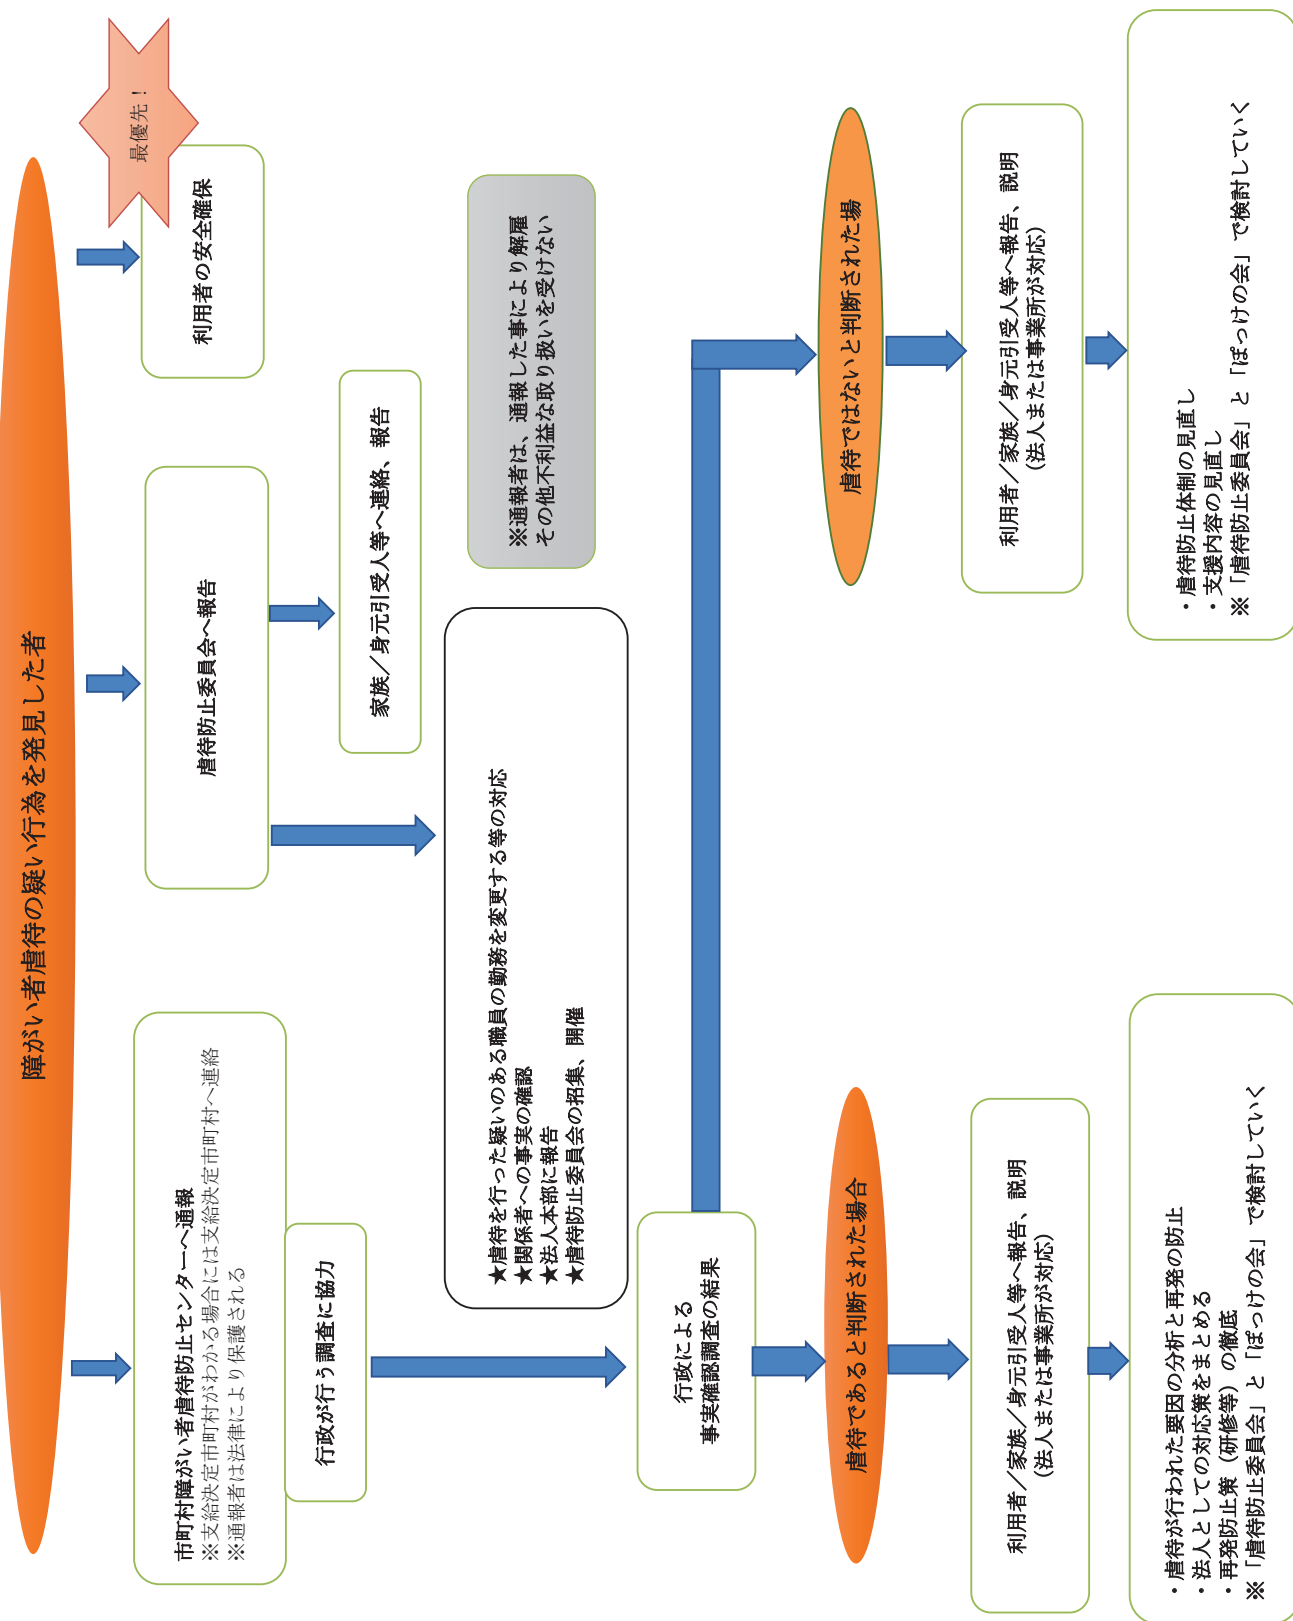 障がい者虐待の疑い行為を発見した者
市町村障がい者虐待防止センターへ通報
※支給決定市町村がわかる場合には支給決定市町村へ連絡
※通報者は法律により保護される
虐待防止委員会へ報告
利用者の安全確保
最優先！
行政が行う調査に協力
家族／身元引受人等へ連絡、報告
★虐待を行った疑いのある職員の勤務を変更する等の対応
★関係者への事実の確認
★法人本部に報告
★虐待防止委員会の招集、開催
※通報者は、通報した事により解雇
その他不利益な取り扱いを受けない
行政による
事実確認調査の結果
虐待であると判断された場合
虐待ではないと判断された場
利用者／家族／身元引受人等へ報告、説明
（法人または事業所が対応）
利用者／家族／身元引受人等へ報告、説明
（法人または事業所が対応）
・虐待が行われた要因の分析と再発の防止
・法人としての対応策をまとめる
・再発防止策（研修等）の徹底
※「虐待防止委員会」と「ぽっけの会」で検討していく
・虐待防止体制の見直し
・支援内容の見直し
※「虐待防止委員会」と「ぽっけの会」で検討していく